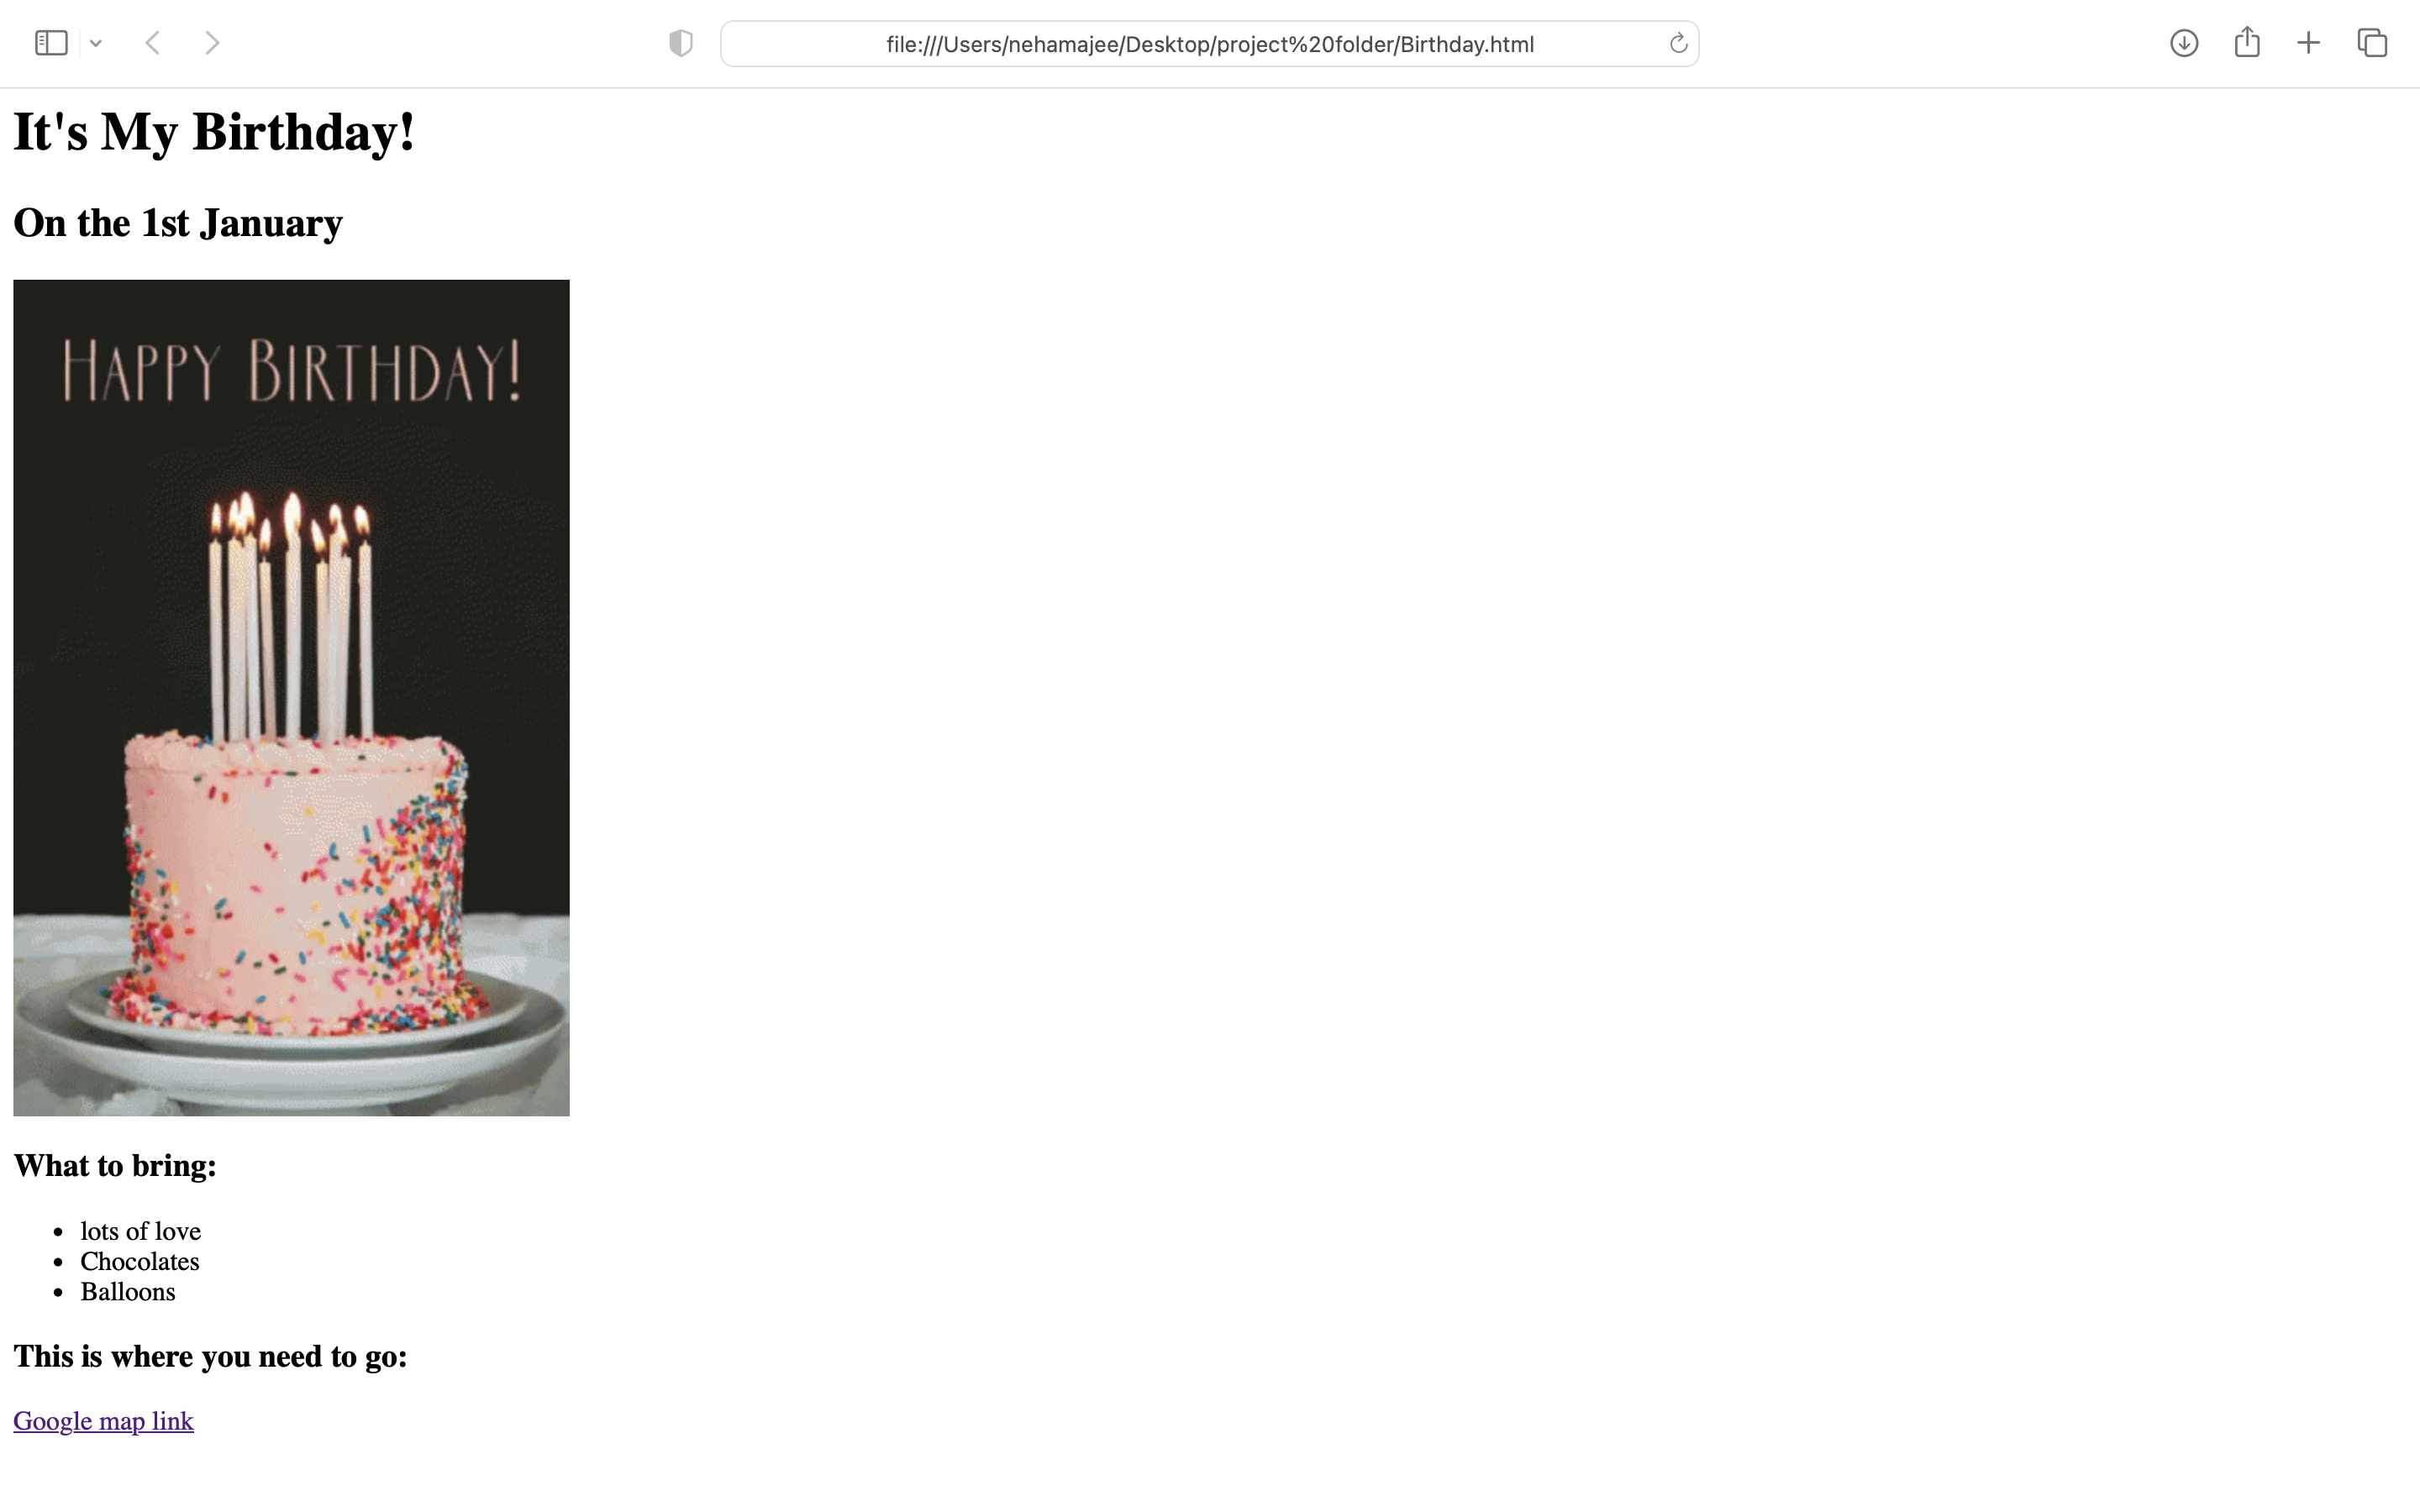 file:///Users/nehamajee/Desktop/project%20folder/Birthday.html
It's My Birthday!
On the 1st January
HAPPY BIRTHDAY!
What to bring:
• lots of love
• Chocolates
• Balloons
This is where you need to go:
Google map link